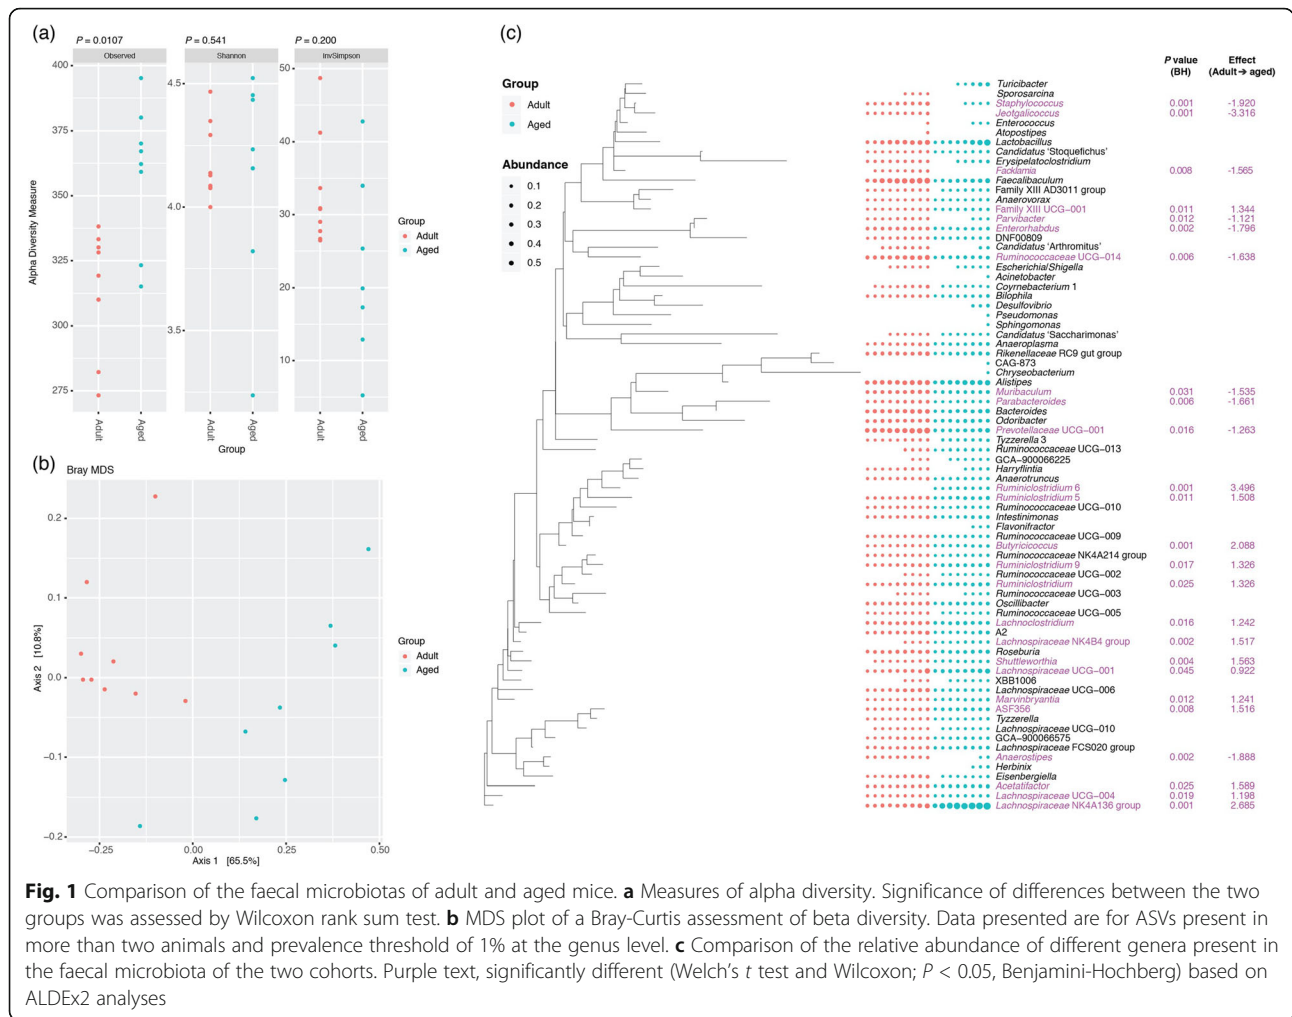 (a)
P = 0.0107
P = 0.541
P = 0.200
Observed
Shannon
InvSimpson
Alpha Diversity Measure
400
375
350
325
300
275
4.5
4.0
3.5
50
40
30
20
10
Adult
Aged
Adult
Aged
Adult
Aged
Group
Group
Adult
Aged
(b)
Bray MDS
Axis 2 [10.8%]
0.2
0.1
0.0
−0.1
−0.2
−0.25
0.00
0.25
0.50
Axis 1 [65.5%]
Group
Adult
Aged
(c)
Group
Adult
Aged
Abundance
0.1
0.2
0.3
0.4
0.5
P value (BH)
Effect (Adult→ aged)
Turicibacter
Sporosarcina
Staphylococcus 0.001 -1.920
Jeotgalicoccus 0.001 -3.316
Enterococcus
Atopostipes
Lactobacillus
Candidatus ‘Stoquefichus’
Erysipelatoclostridium
Facklamia 0.008 -1.565
Faecalibaculum
Family XIII AD3011 group
Anaerovorax
Family XIII UCG−001 0.011 1.344
Parvibacter 0.012 -1.121
Enterorhabdus 0.002 -1.796
DNF00809
Candidatus ‘Arthromitus’
Ruminococcaceae UCG−014 0.006 -1.638
Escherichia/Shigella
Acinetobacter
Coyrnebacterium 1
Bilophila
Desulfovibrio
Pseudomonas
Sphingomonas
Candidatus ‘Saccharimonas’
Anaeroplasma
Rikenellaceae RC9 gut group
CAG−873
Chryseobacterium
Alistipes
Muribaculum 0.031 -1.535
Parabacteroides 0.006 -1.661
Bacteroides
Odoribacter
Prevotellaceae UCG−001 0.016 -1.263
Tyzzerella 3
Ruminococcaceae UCG−013
GCA−900066225
Harryflintia
Anaerotruncus
Ruminiclostridium 6 0.001 3.496
Ruminiclostridium 5 0.011 1.508
Ruminococcaceae UCG−010
Intestinimonas
Flavonifractor
Ruminococcaceae UCG−009
Butyricicoccus 0.001 2.088
Ruminococcaceae NK4A214 group
Ruminiclostridium 9 0.017 1.326
Ruminococcaceae UCG−002
Ruminiclostridium 0.025 1.326
Ruminococcaceae UCG−003
Oscillibacter
Ruminococcaceae UCG−005
Lachnoclostridium 0.016 1.242
A2
Lachnospiraceae NK4B4 group 0.002 1.517
Roseburia
Shuttleworthia 0.004 1.563
Lachnospiraceae UCG−001 0.045 0.922
XBB1006
Lachnospiraceae UCG−006
Marvinbryantia 0.012 1.241
ASF356 0.008 1.516
Tyzzerella
Lachnospiraceae UCG−010
GCA−900066575
Lachnospiraceae FCS020 group
Anaerostipes 0.002 -1.888
Herbinix
Eisenbergiella
Acetatifactor 0.025 1.589
Lachnospiraceae UCG−004 0.019 1.198
Lachnospiraceae NK4A136 group 0.001 2.685
Fig. 1 Comparison of the faecal microbiotas of adult and aged mice. a Measures of alpha diversity. Significance of differences between the two
groups was assessed by Wilcoxon rank sum test. b MDS plot of a Bray-Curtis assessment of beta diversity. Data presented are for ASVs present in
more than two animals and prevalence threshold of 1% at the genus level. c Comparison of the relative abundance of different genera present in
the faecal microbiota of the two cohorts. Purple text, significantly different (Welch’s t test and Wilcoxon; P < 0.05, Benjamini-Hochberg) based on
ALDEx2 analyses